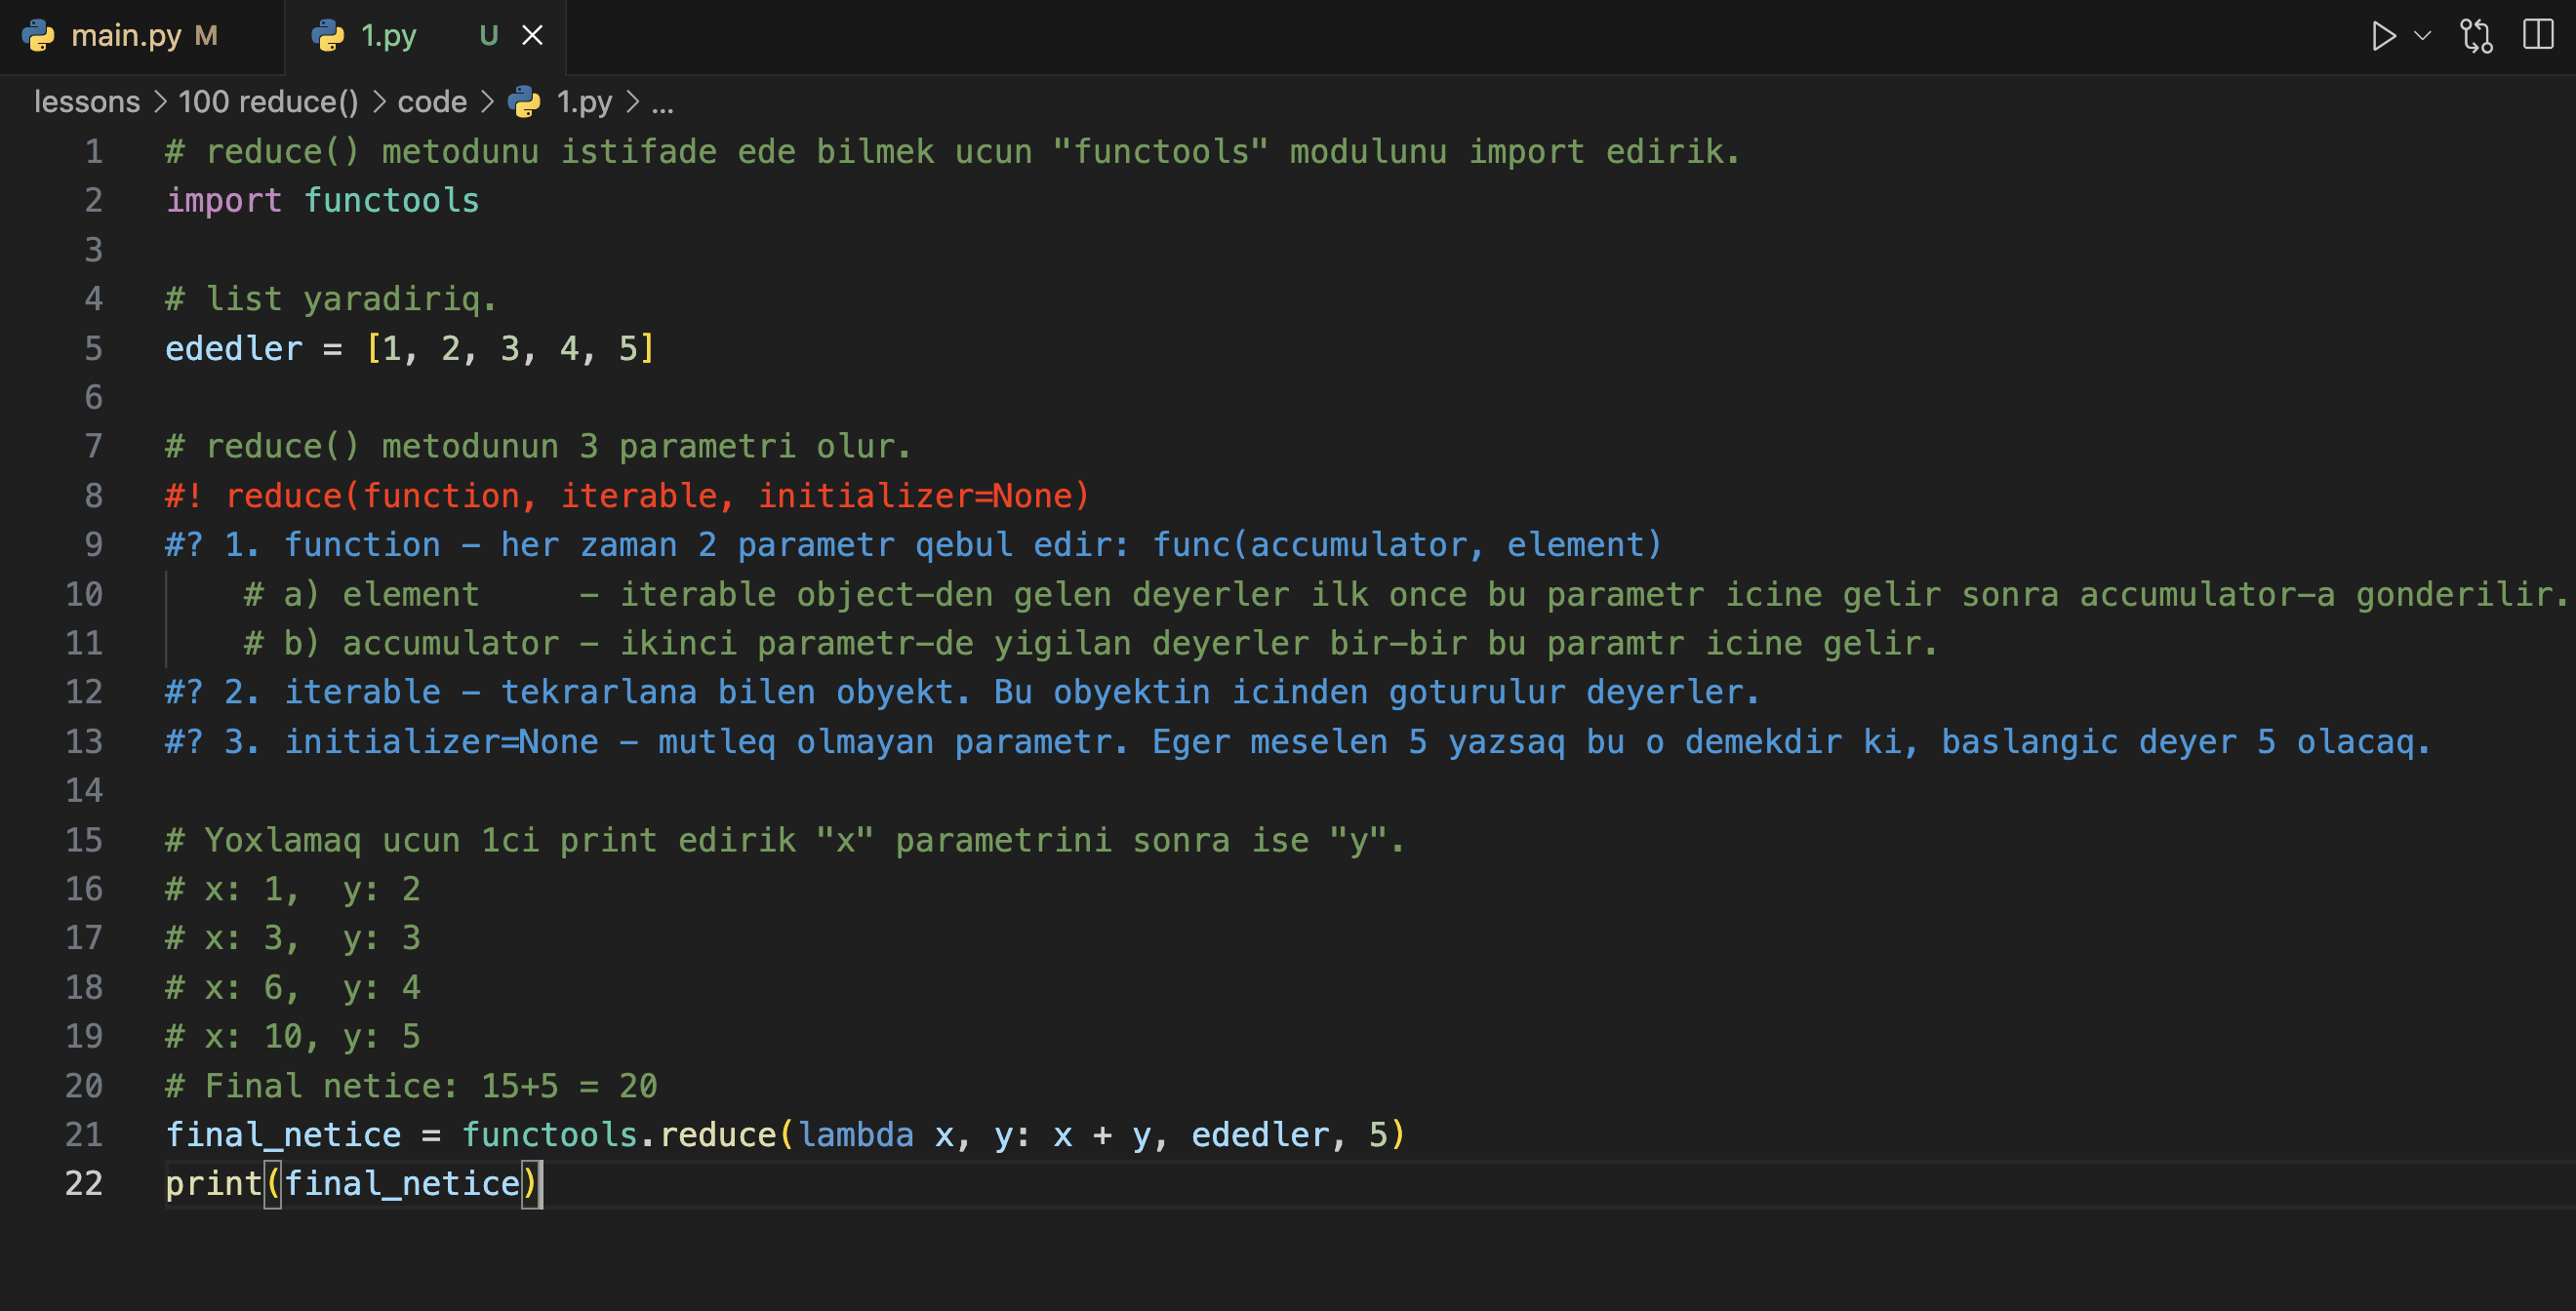 main.py M
1.py U
lessons > 100 reduce() > code > 1.py > ...
1 # reduce() metodunu istifade ede bilmek ucun "functools" modulunu import edirik.
2 import functools
3
4 # list yaradiriq.
5 ededler = [1, 2, 3, 4, 5]
6
7 # reduce() metodunun 3 parametri olur.
8 #! reduce(function, iterable, initializer=None)
9 #? 1. function - her zaman 2 parametr qebul edir: func(accumulator, element)
10     # a) element     - iterable object-den gelen deyerler ilk once bu parametr icine gelir sonra accumulator-a gonderilir.
11     # b) accumulator - ikinci parametr-de yigilan deyerler bir-bir bu paramtr icine gelir.
12 #? 2. iterable - tekrarlana bilen obyekt. Bu obyektin icinden goturulur deyerler.
13 #? 3. initializer=None - mutleq olmayan parametr. Eger meselen 5 yazsaq bu o demekdir ki, baslangic deyer 5 olacaq.
14
15 # Yoxlamaq ucun 1ci print edirik "x" parametrini sonra ise "y".
16 # x: 1,  y: 2
17 # x: 3,  y: 3
18 # x: 6,  y: 4
19 # x: 10, y: 5
20 # Final netice: 15+5 = 20
21 final_netice = functools.reduce(lambda x, y: x + y, ededler, 5)
22 print(final_netice)